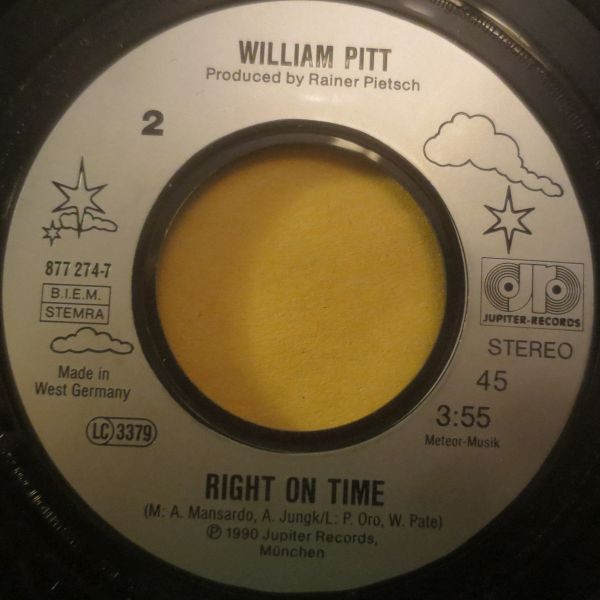 WILLIAM PITT
Produced by Rainer Pietsch
2
877 274-7
B.I.E.M.
STEMRA
Made in
West Germany
LC 3379
JR
JUPITER-RECORDS
STEREO
45
3:55
Meteor-Musik
RIGHT ON TIME
(M: A. Mansardo, A. Jungk/L: P. Oro, W. Pate)
℗ 1990 Jupiter Records,
München